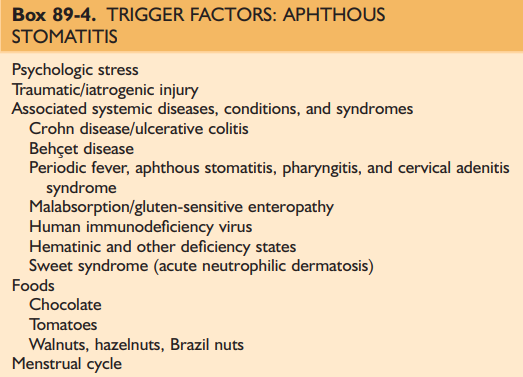 Box 89-4. TRIGGER FACTORS: APHTHOUS
STOMATITIS
Psychologic stress
Traumatic/iatrogenic injury
Associated systemic diseases, conditions, and syndromes
Crohn disease/ulcerative colitis
Behçet disease
Periodic fever, aphthous stomatitis, pharyngitis, and cervical adenitis
syndrome
Malabsorption/gluten-sensitive enteropathy
Human immunodeficiency virus
Hematinic and other deficiency states
Sweet syndrome (acute neutrophilic dermatosis)
Foods
Chocolate
Tomatoes
Walnuts, hazelnuts, Brazil nuts
Menstrual cycle